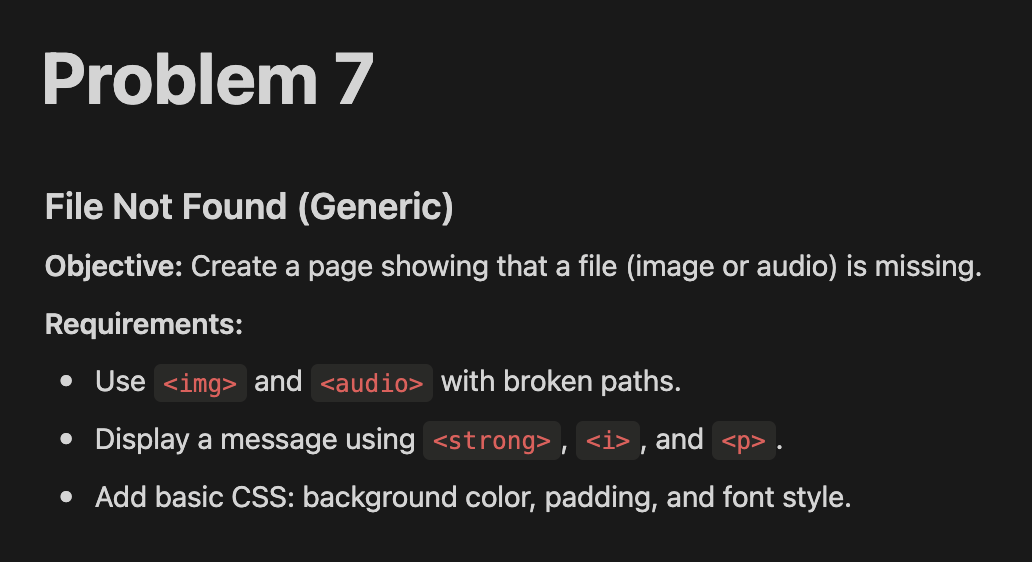 Problem 7
File Not Found (Generic)
Objective: Create a page showing that a file (image or audio) is missing.
Requirements:
• Use <img> and <audio> with broken paths.
• Display a message using <strong>, <i>, and <p>.
• Add basic CSS: background color, padding, and font style.